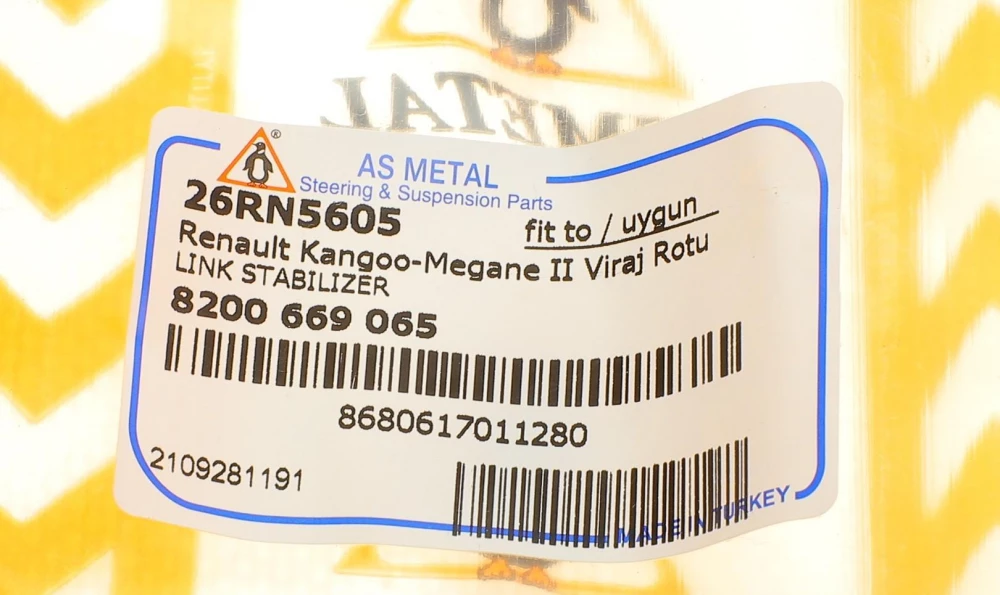 METAL
®
AS METAL
Steering & Suspension Parts
26RN5605
fit to / uygun
Renault Kangoo-Megane II Viraj Rotu
LINK STABILIZER
8200 669 065
8680617011280
2109281191
MADE IN TURKEY